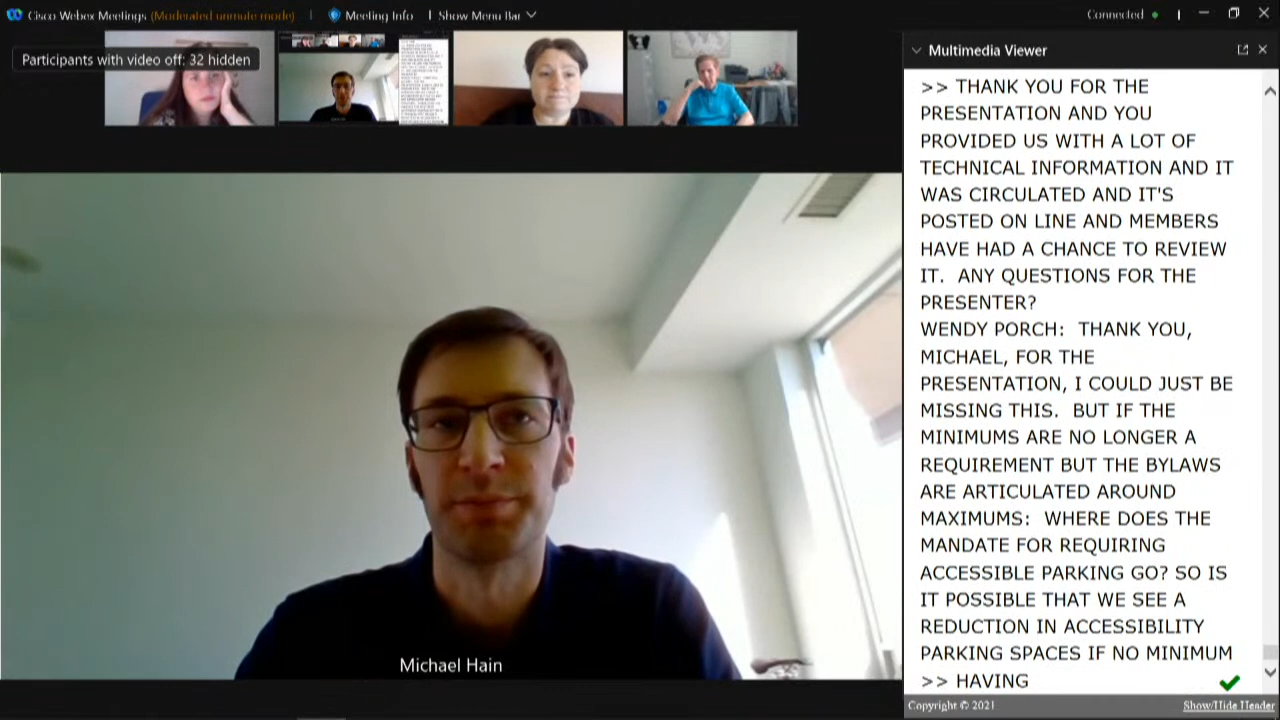 Cisco Webex Meetings (Moderated unmute mode) | Meeting Info | Show Menu Bar
Connected
Participants with video off: 32 hidden
Michael Hain
Multimedia Viewer
>> THANK YOU FOR THE
PRESENTATION AND YOU
PROVIDED US WITH A LOT OF
TECHNICAL INFORMATION AND IT
WAS CIRCULATED AND IT'S
POSTED ON LINE AND MEMBERS
HAVE HAD A CHANCE TO REVIEW
IT. ANY QUESTIONS FOR THE
PRESENTER?
WENDY PORCH: THANK YOU,
MICHAEL, FOR THE
PRESENTATION, I COULD JUST BE
MISSING THIS. BUT IF THE
MINIMUMS ARE NO LONGER A
REQUIREMENT BUT THE BYLAWS
ARE ARTICULATED AROUND
MAXIMUMS: WHERE DOES THE
MANDATE FOR REQUIRING
ACCESSIBLE PARKING GO? SO IS
IT POSSIBLE THAT WE SEE A
REDUCTION IN ACCESSIBILITY
PARKING SPACES IF NO MINIMUM
>> HAVING
Copyright © 2021
Show/Hide Header